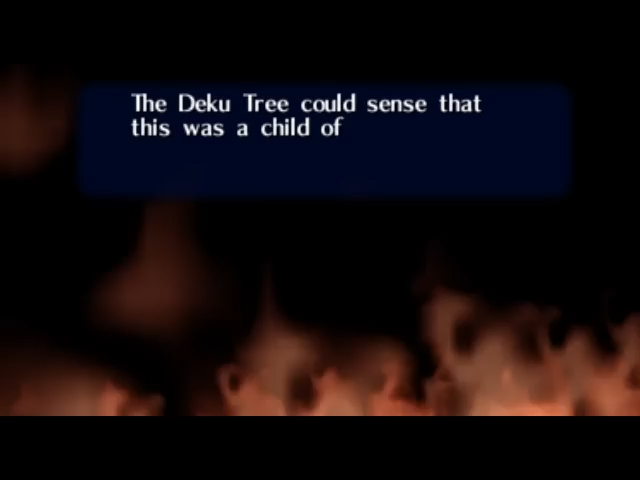 The Deku Tree could sense that
this was a child of